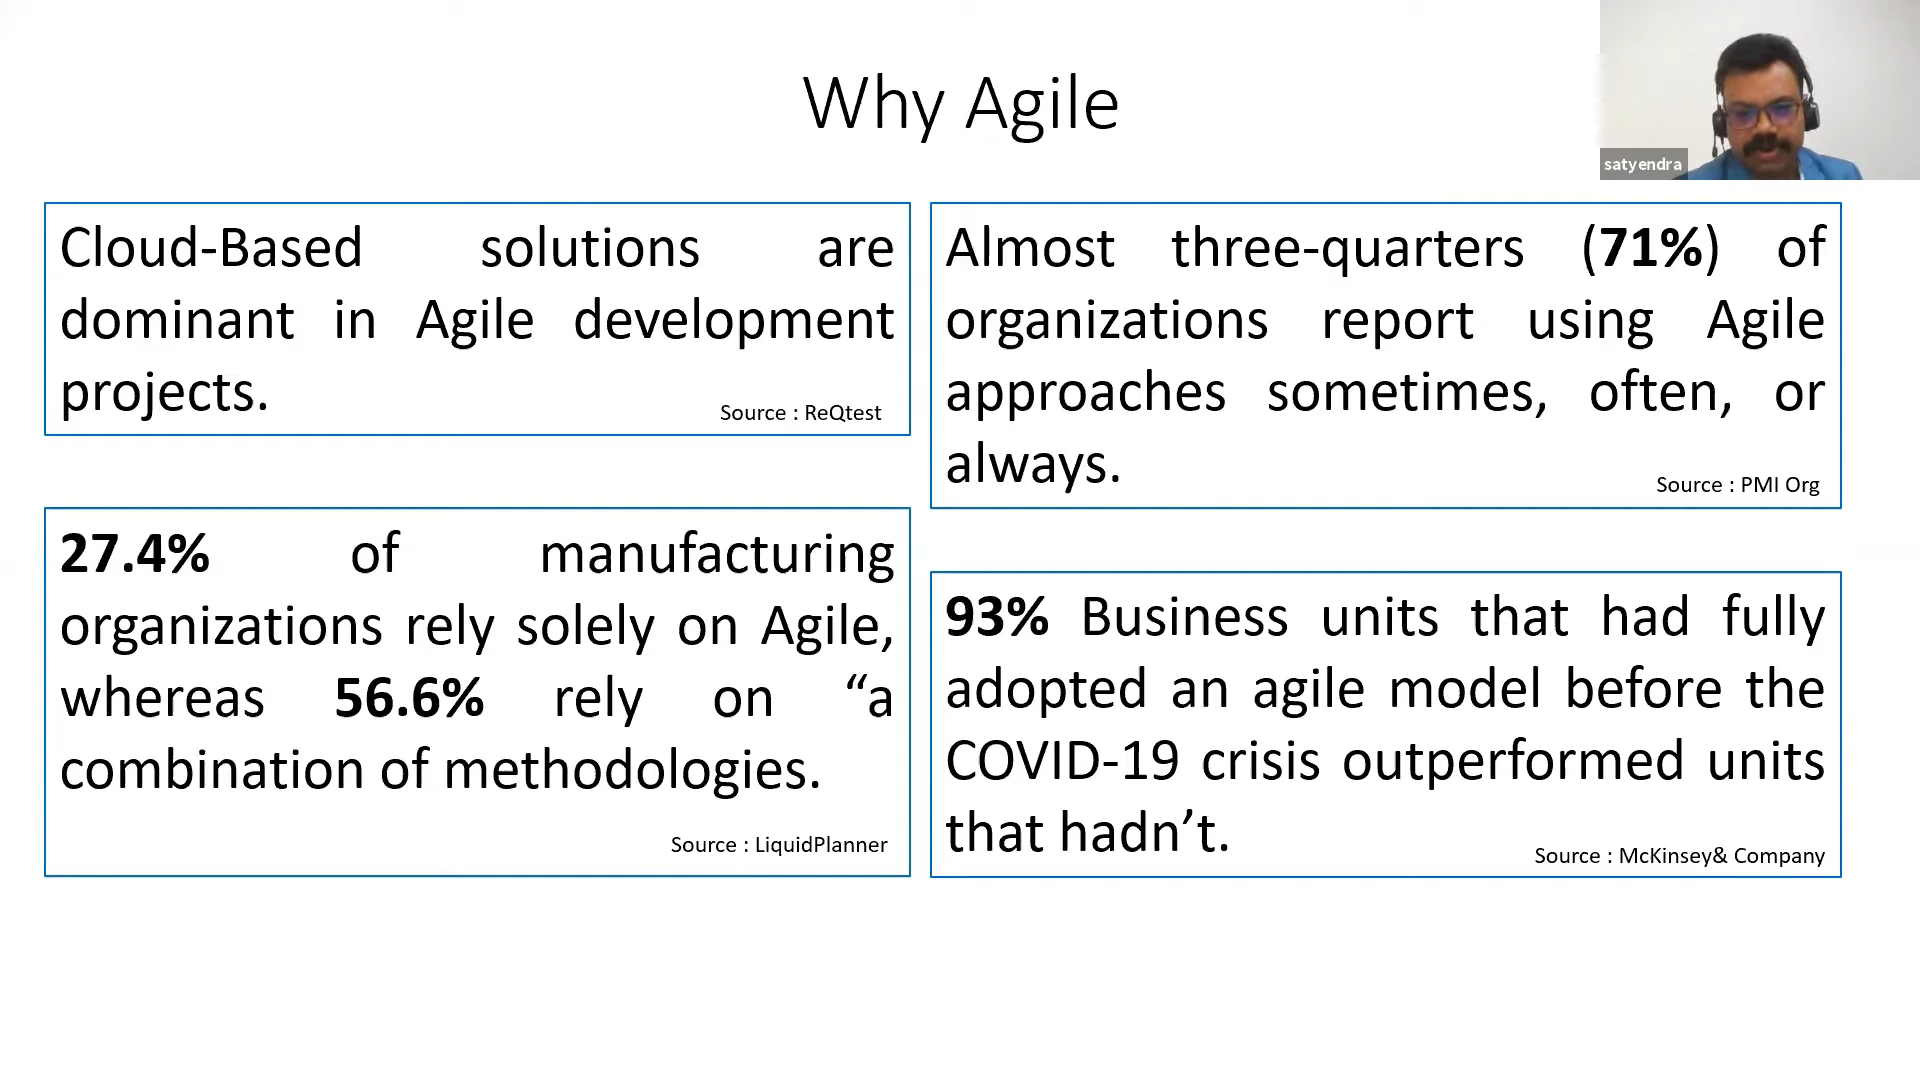 Why Agile
satyendra
Cloud-Based solutions are
dominant in Agile development
projects.
Source : ReQtest
Almost three-quarters (71%) of
organizations report using Agile
approaches sometimes, often, or
always.
Source : PMI Org
27.4% of manufacturing
organizations rely solely on Agile,
whereas 56.6% rely on “a
combination of methodologies.
Source : LiquidPlanner
93% Business units that had fully
adopted an agile model before the
COVID-19 crisis outperformed units
that hadn’t.
Source : McKinsey& Company